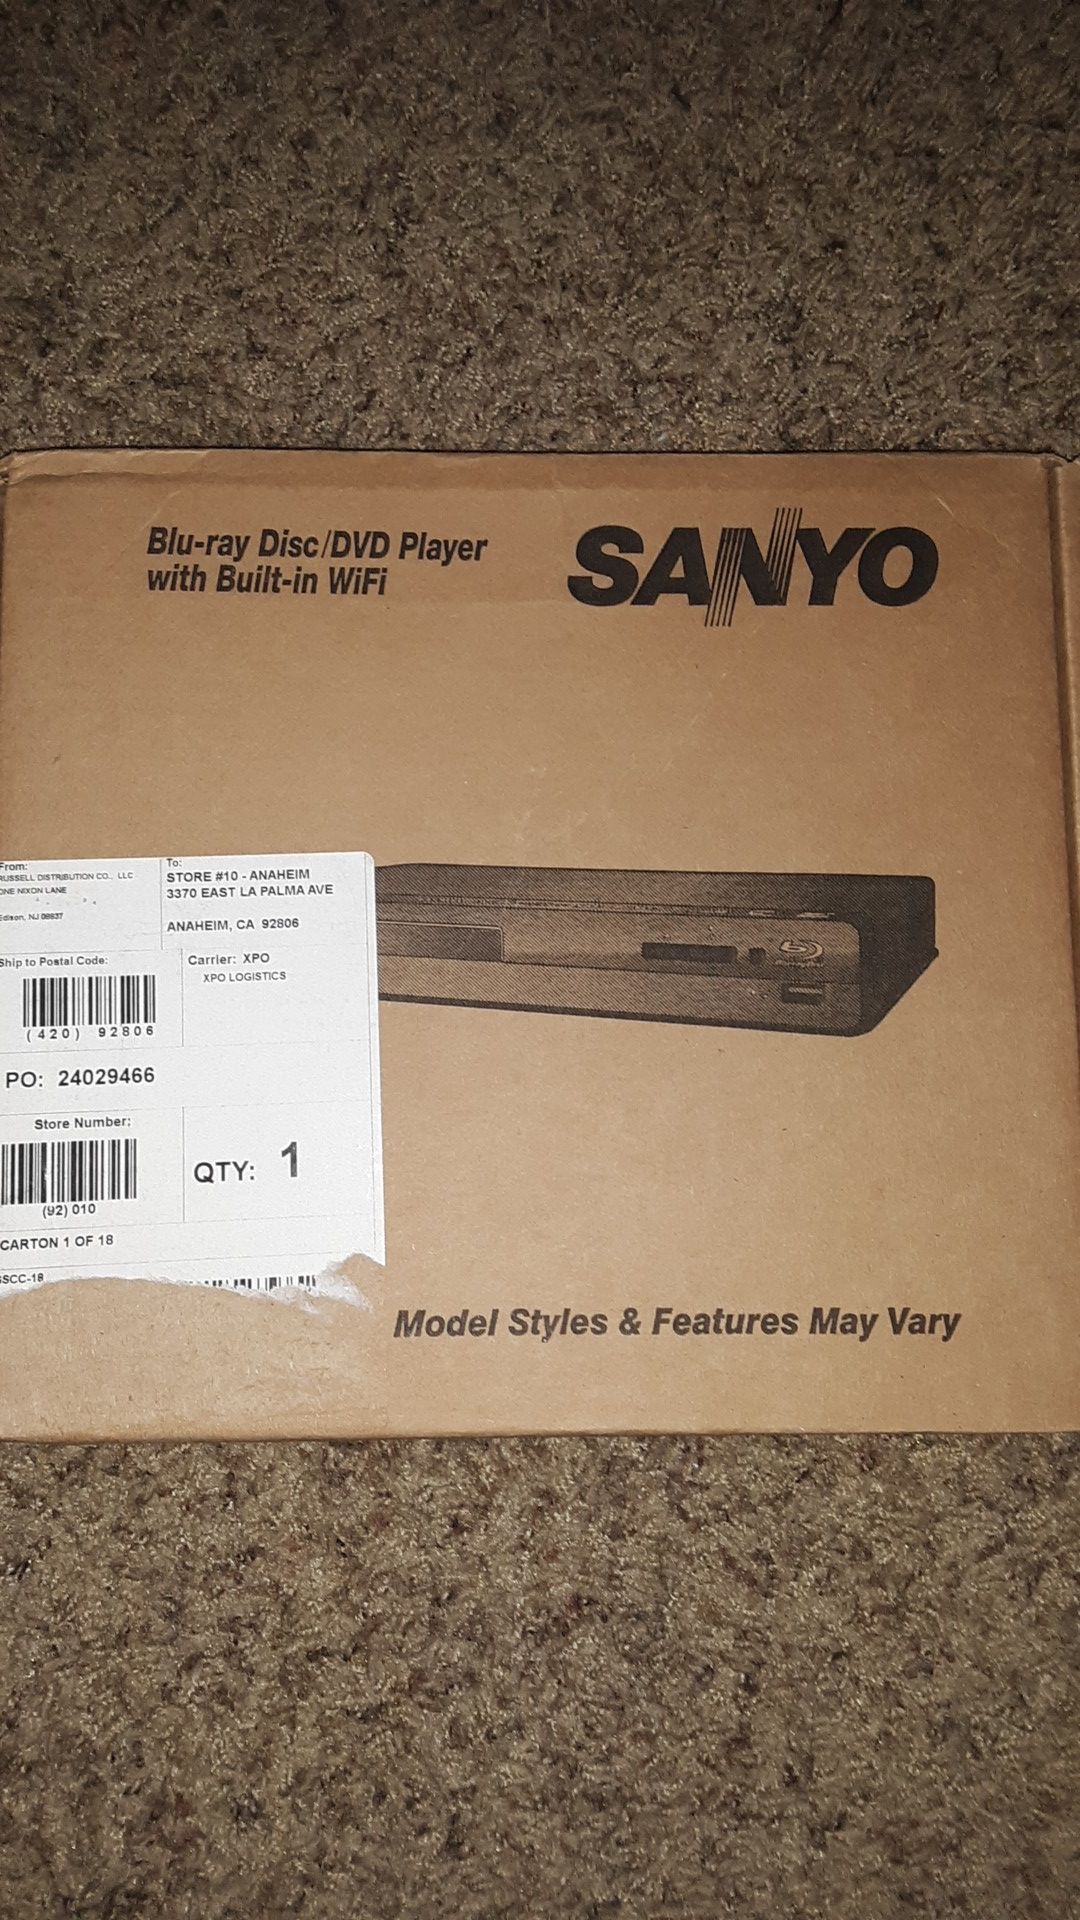 Blu-ray Disc/DVD Player
with Built-in WiFi
SANYO
From:
RUSSELL DISTRIBUTION CO., LLC
ONE NIXON LANE
Edison, NJ 08837
To:
STORE #10 - ANAHEIM
3370 EAST LA PALMA AVE
ANAHEIM, CA 92806
Ship to Postal Code:
(420) 92806
Carrier: XPO
XPO LOGISTICS
PO: 24029466
Store Number:
(92) 010
QTY: 1
CARTON 1 OF 18
SSCC-18
Model Styles & Features May Vary